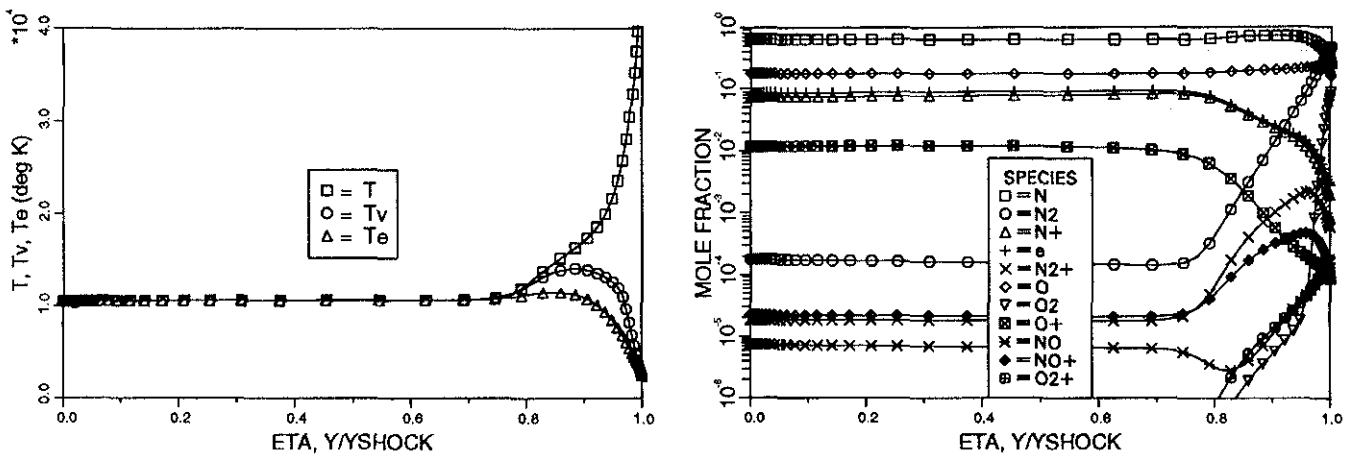 *10⁴
4.0
3.0
2.0
1.0
0.0
T, Tv, Te (deg K)
□ = T
○ = Tv
△ = Te
0.0 0.2 0.4 0.6 0.8 1.0
ETA, Y/YSHOCK
10⁰
10⁻¹
10⁻²
10⁻³
10⁻⁴
10⁻⁵
10⁻⁶
MOLE FRACTION
SPECIES
□ = N
○ = N2
△ = N+
+ = e
× = N2+
◇ = O
▽ = O2
⊠ = O+
✕ = NO
◆ = NO+
⊞ = O2+
0.0 0.2 0.4 0.6 0.8 1.0
ETA, Y/YSHOCK